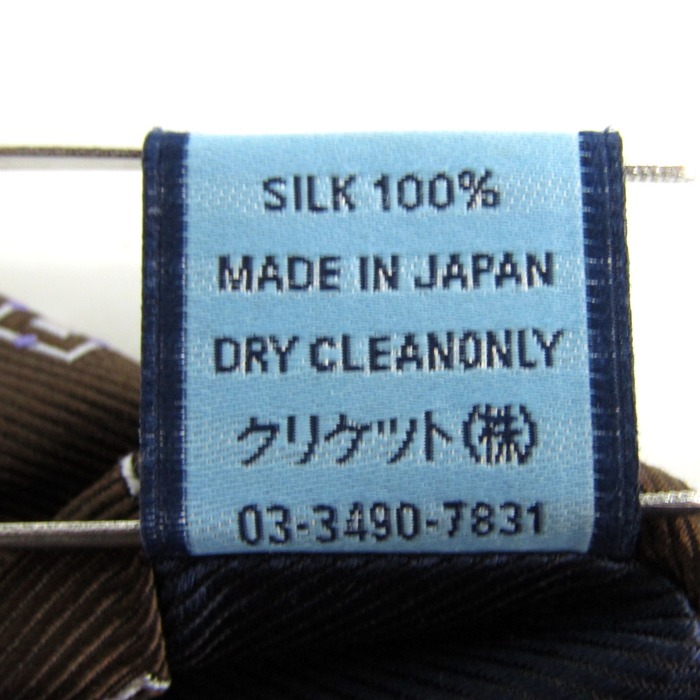 SILK 100%
MADE IN JAPAN
DRY CLEANONLY
クリケット(株)
03-3490-7831